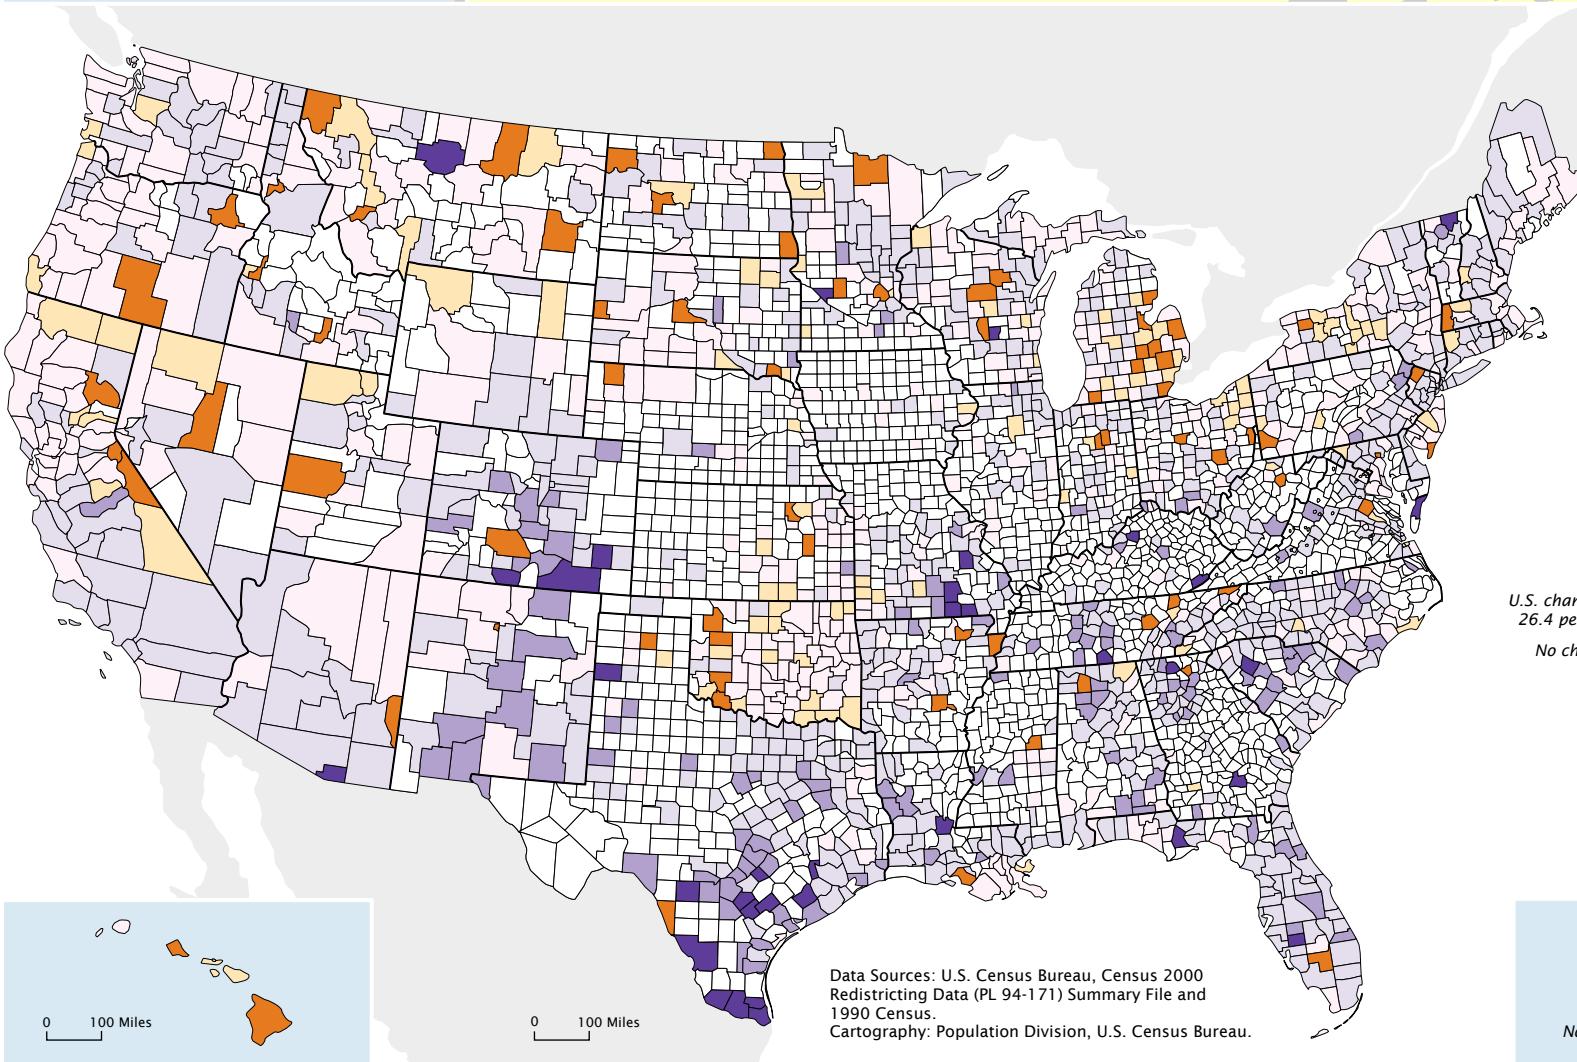 U.S. char
26.4 pe
No ch
Data Sources: U.S. Census Bureau, Census 2000
Redistricting Data (PL 94-171) Summary File and
1990 Census.
Cartography: Population Division, U.S. Census Bureau.
0 100 Miles
0 100 Miles